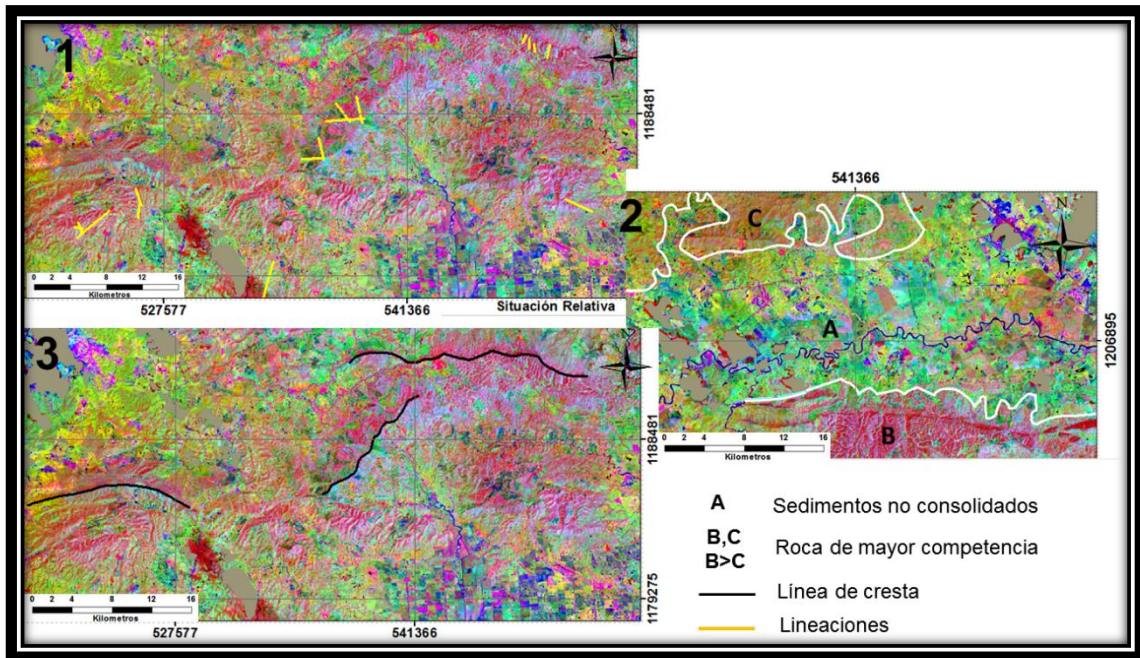 1
N
1188481
0 2 4 8 12 16
Kilometros
527577
541366
Situación Relativa
541366
2
C
N
A
1206895
B
0 2 4 8 12 16
Kilometros
3
N
1188481
0 2 4 8 12 16
Kilometros
1179275
527577
541366
A Sedimentos no consolidados
B,C
B>C
Roca de mayor competencia
Línea de cresta
Lineaciones